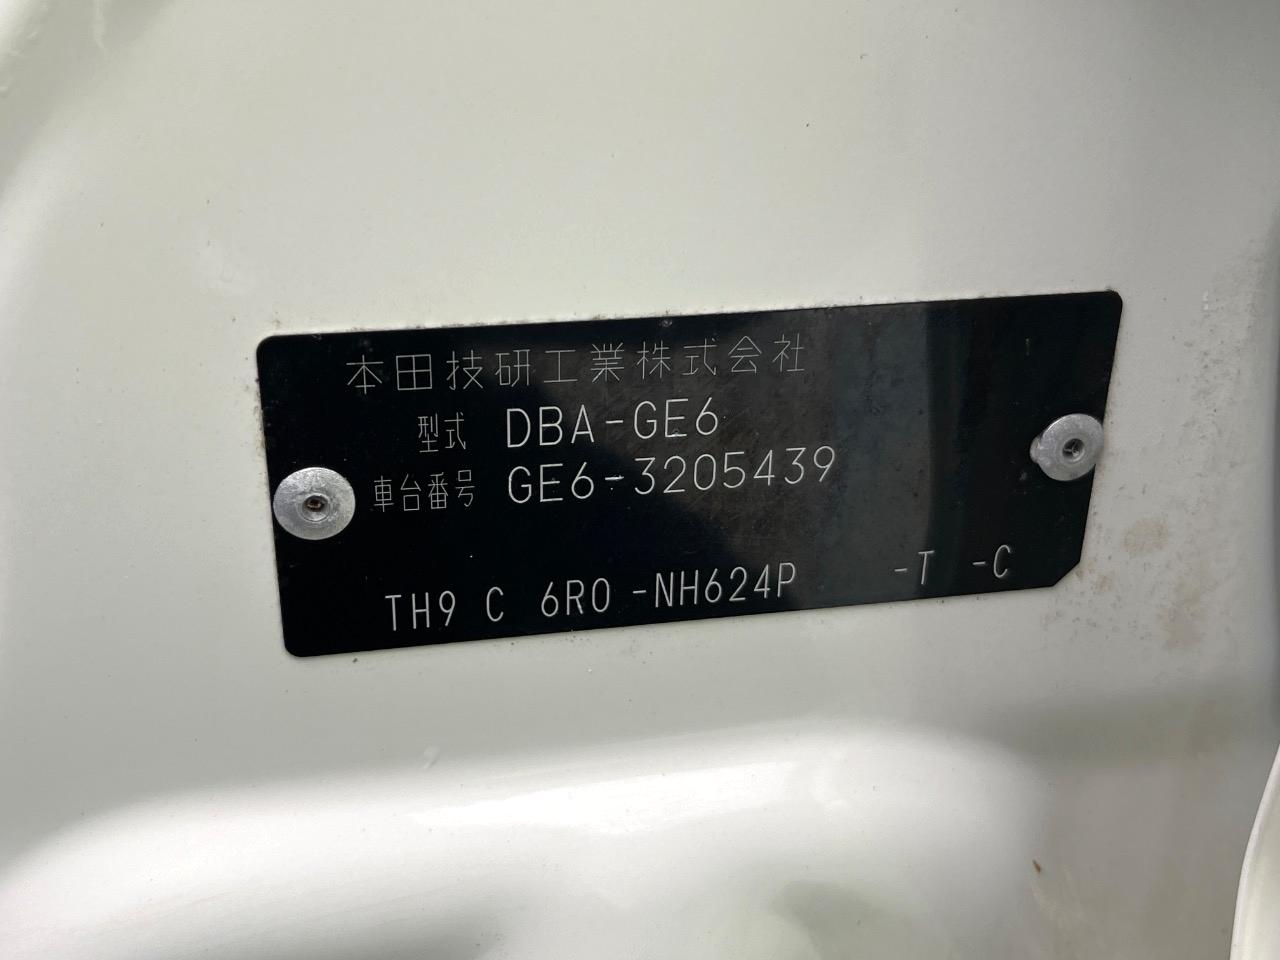 本田技研工業株式会社
型式 DBA-GE6
車台番号 GE6-3205439
TH9 C 6R0 -NH624P -T -C